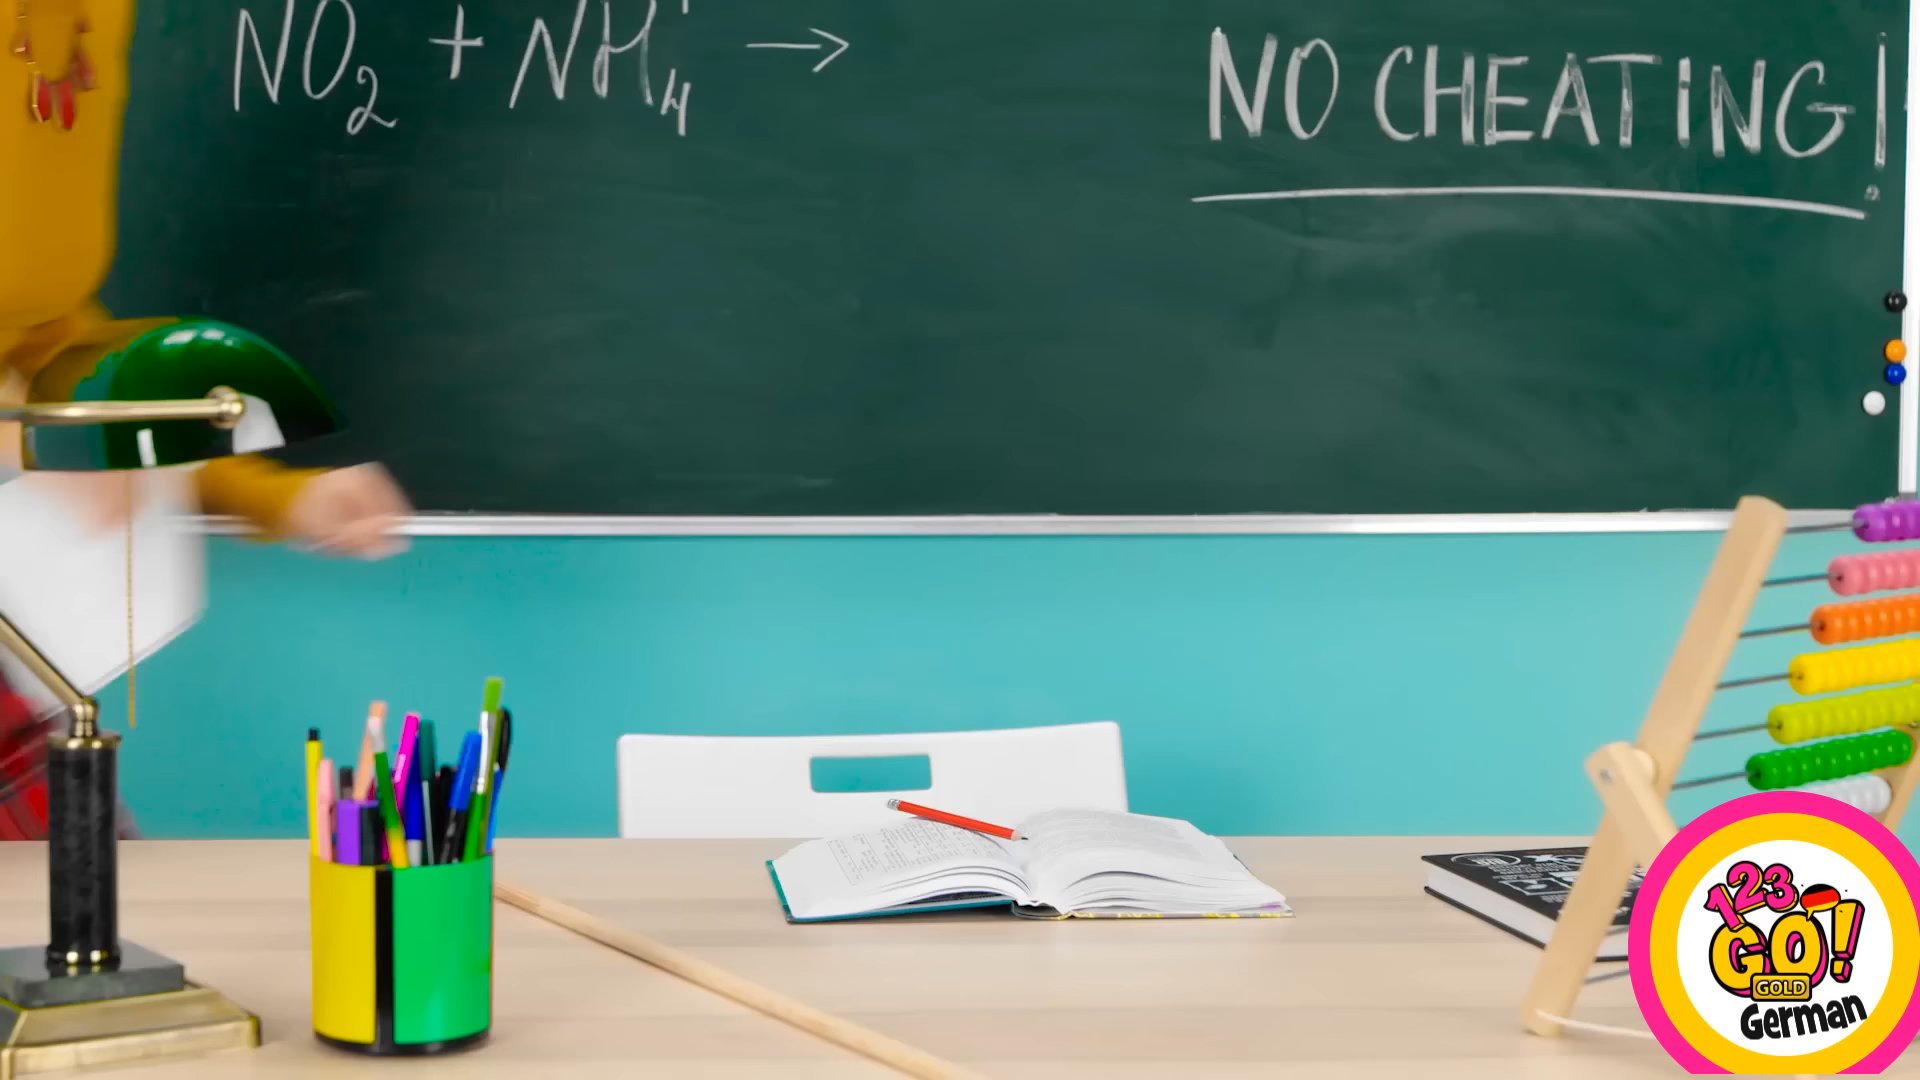 NO₂ + NH₄ →
NO CHEATING!
123
GO!
GOLD
German